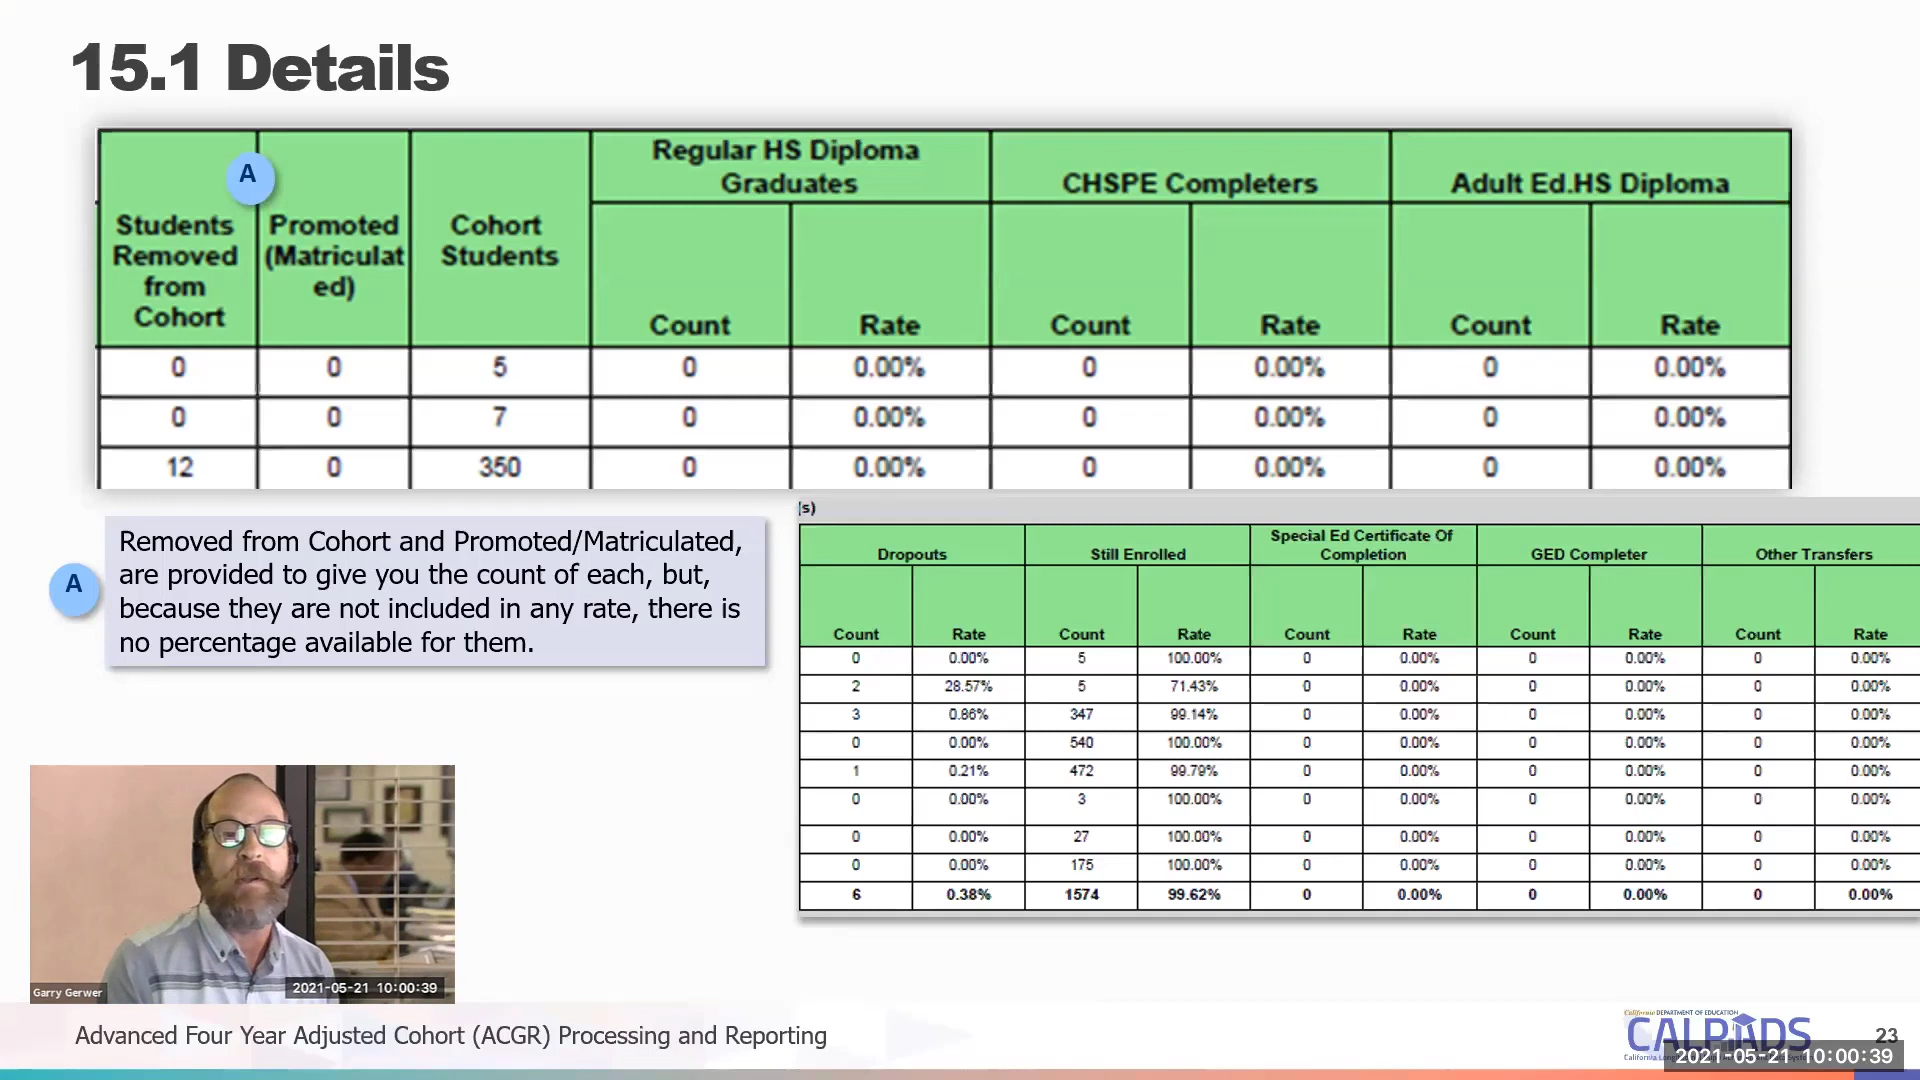 15.1 Details
A
Regular HS Diploma Graduates CHSPE Completers Adult Ed.HS Diploma
Students Removed from Cohort Promoted (Matriculat ed) Cohort Students Count Rate Count Rate Count Rate
0 0 5 0 0.00% 0 0.00% 0 0.00%
0 0 7 0 0.00% 0 0.00% 0 0.00%
12 0 350 0 0.00% 0 0.00% 0 0.00%
A
Removed from Cohort and Promoted/Matriculated,
are provided to give you the count of each, but,
because they are not included in any rate, there is
no percentage available for them.
(s)
Dropouts Still Enrolled Special Ed Certificate Of Completion GED Completer Other Transfers
Count Rate Count Rate Count Rate Count Rate Count Rate
0 0.00% 5 100.00% 0 0.00% 0 0.00% 0 0.00%
2 28.57% 5 71.43% 0 0.00% 0 0.00% 0 0.00%
3 0.86% 347 99.14% 0 0.00% 0 0.00% 0 0.00%
0 0.00% 540 100.00% 0 0.00% 0 0.00% 0 0.00%
1 0.21% 472 99.79% 0 0.00% 0 0.00% 0 0.00%
0 0.00% 3 100.00% 0 0.00% 0 0.00% 0 0.00%
0 0.00% 27 100.00% 0 0.00% 0 0.00% 0 0.00%
0 0.00% 175 100.00% 0 0.00% 0 0.00% 0 0.00%
6 0.38% 1574 99.62% 0 0.00% 0 0.00% 0 0.00%
Garry Gerwer
2021-05-21 10:00:39
Advanced Four Year Adjusted Cohort (ACGR) Processing and Reporting
California DEPARTMENT OF EDUCATION
CALPADS
23
2021-05-21 10:00:39